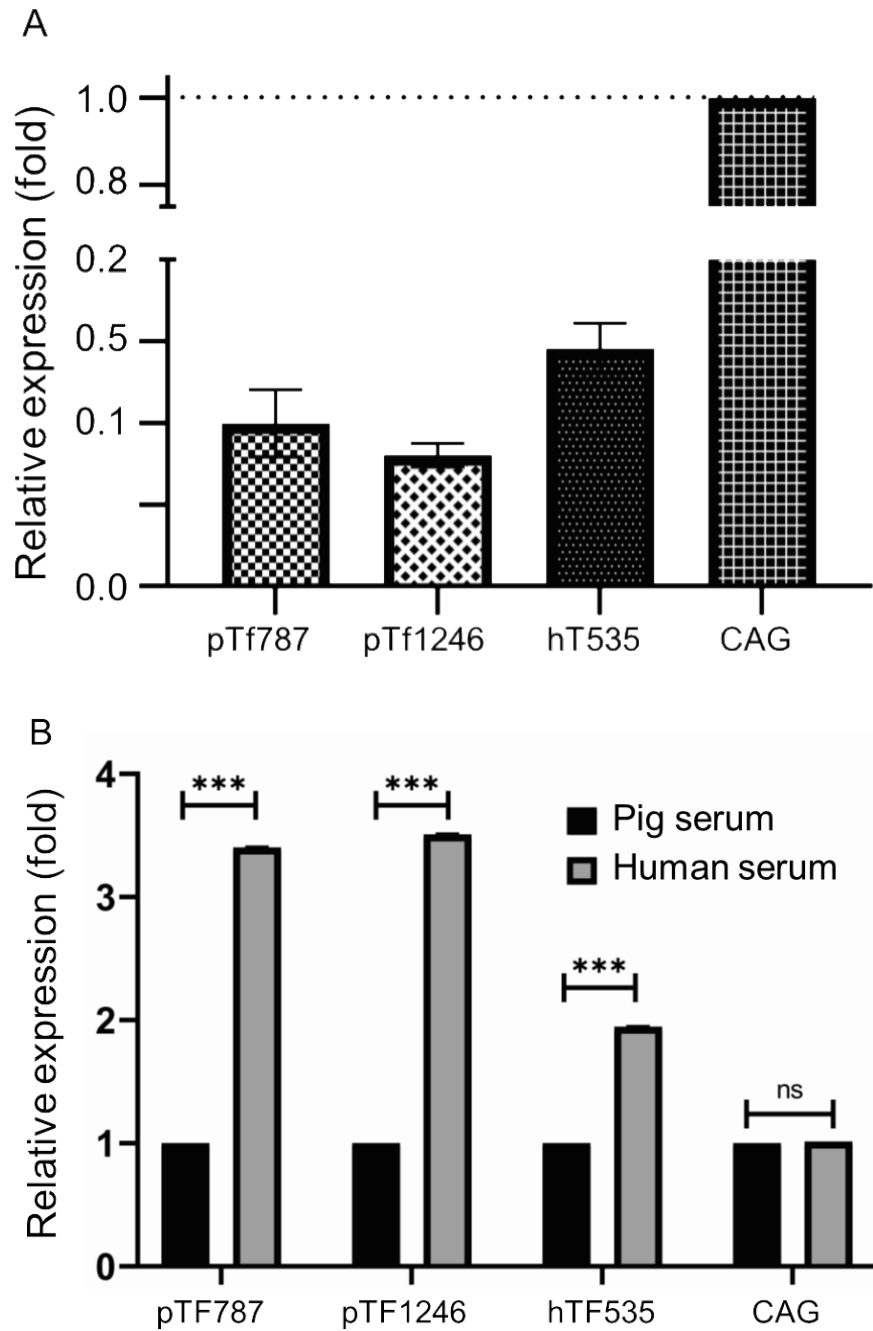 A
Relative expression (fold)
1.0
0.8
0.2
0.5
0.1
0.0
pTf787 pTf1246 hT535 CAG
B
Relative expression (fold)
4
3
2
1
0
*** *** *** ns
Pig serum
Human serum
pTF787 pTF1246 hTF535 CAG